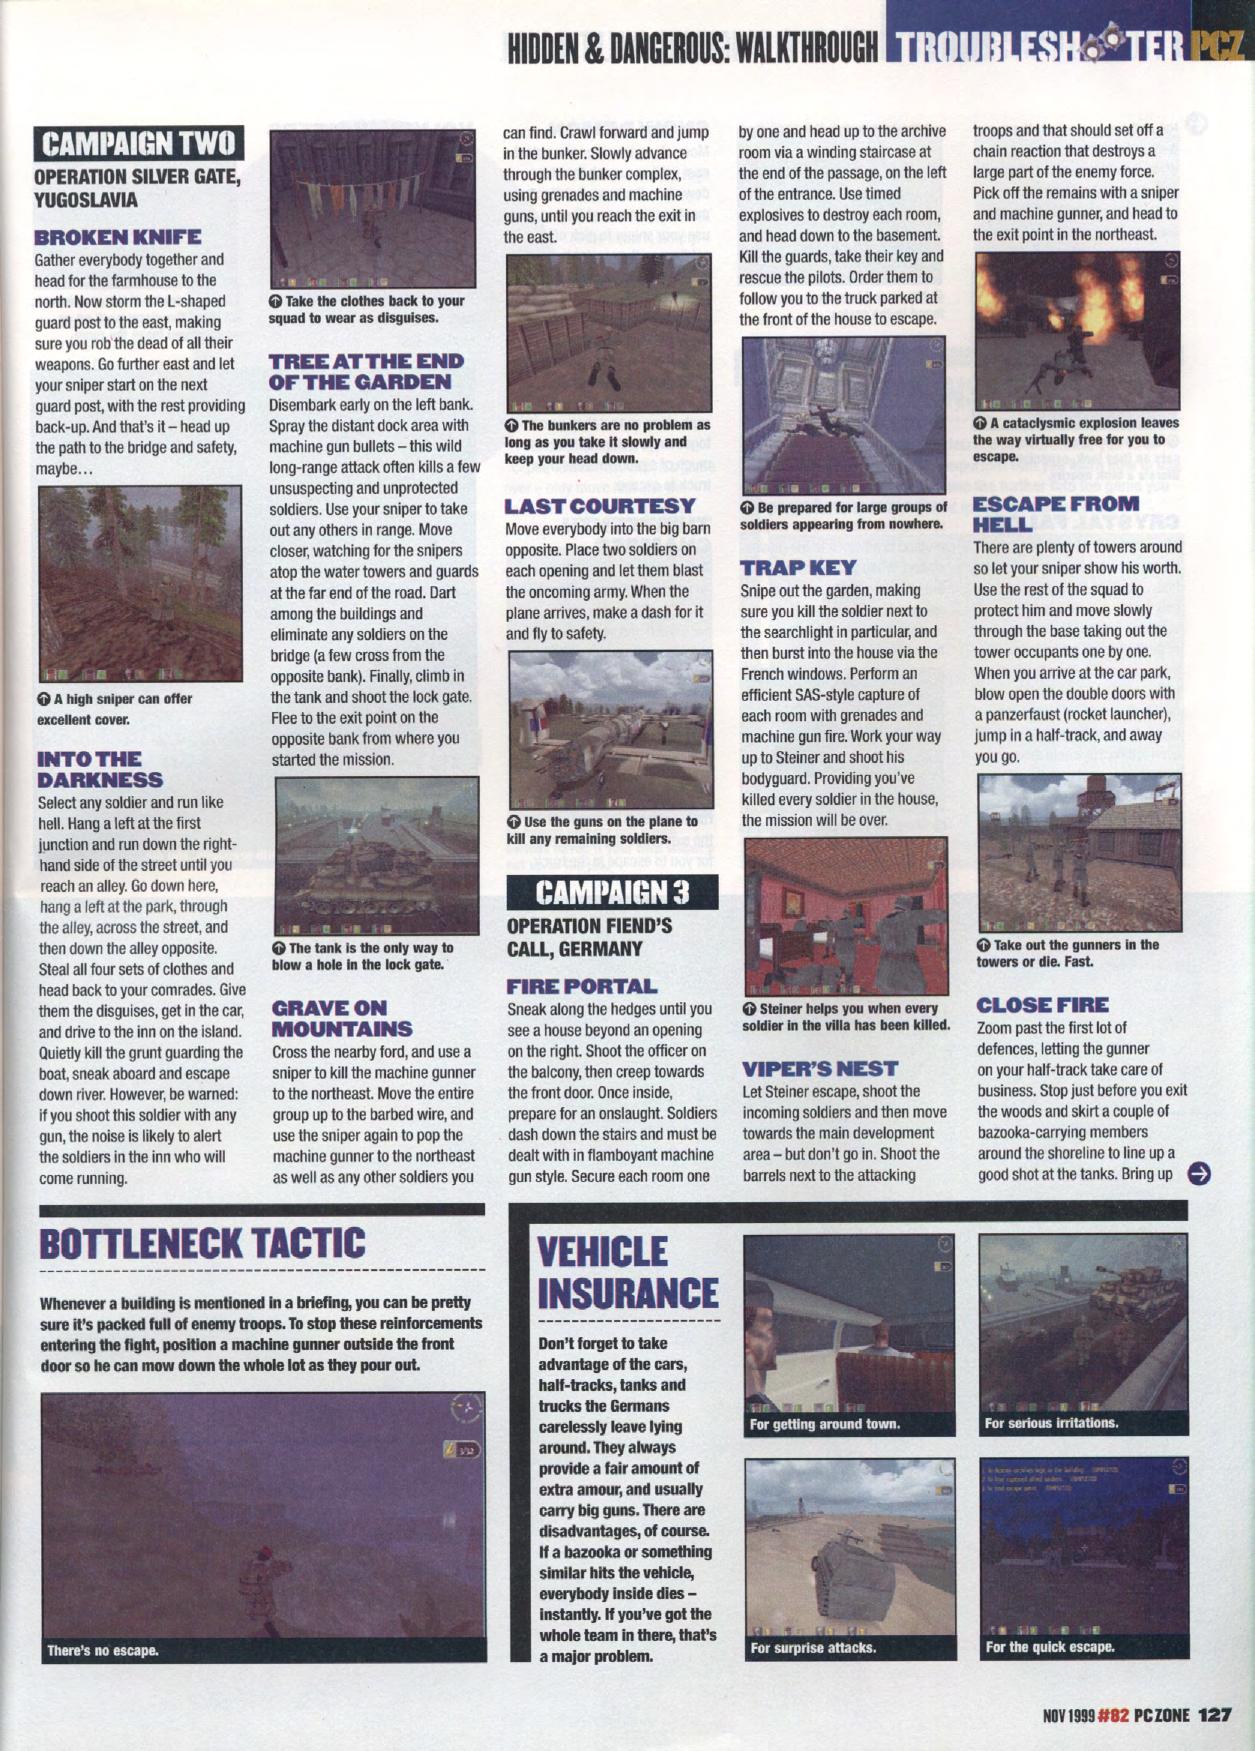 HIDDEN & DANGEROUS: WALKTHROUGH TROUBLESHOOTER PCZ
CAMPAIGN TWO
OPERATION SILVER GATE,
YUGOSLAVIA
BROKEN KNIFE
Gather everybody together and
head for the farmhouse to the
north. Now storm the L-shaped
guard post to the east, making
sure you rob the dead of all their
weapons. Go further east and let
your sniper start on the next
guard post, with the rest providing
back-up. And that's it – head up
the path to the bridge and safety,
maybe...
A high sniper can offer
excellent cover.
INTO THE
DARKNESS
Select any soldier and run like
hell. Hang a left at the first
junction and run down the right-
hand side of the street until you
reach an alley. Go down here,
hang a left at the park, through
the alley, across the street, and
then down the alley opposite.
Steal all four sets of clothes and
head back to your comrades. Give
them the disguises, get in the car,
and drive to the inn on the island.
Quietly kill the grunt guarding the
boat, sneak aboard and escape
down river. However, be warned:
if you shoot this soldier with any
gun, the noise is likely to alert
the soldiers in the inn who will
come running.
Take the clothes back to your
squad to wear as disguises.
TREE AT THE END
OF THE GARDEN
Disembark early on the left bank.
Spray the distant dock area with
machine gun bullets – this wild
long-range attack often kills a few
unsuspecting and unprotected
soldiers. Use your sniper to take
out any others in range. Move
closer, watching for the snipers
atop the water towers and guards
at the far end of the road. Dart
among the buildings and
eliminate any soldiers on the
bridge (a few cross from the
opposite bank). Finally, climb in
the tank and shoot the lock gate.
Flee to the exit point on the
opposite bank from where you
started the mission.
The tank is the only way to
blow a hole in the lock gate.
GRAVE ON
MOUNTAINS
Cross the nearby ford, and use a
sniper to kill the machine gunner
to the northeast. Move the entire
group up to the barbed wire, and
use the sniper again to pop the
machine gunner to the northeast
as well as any other soldiers you
can find. Crawl forward and jump
in the bunker. Slowly advance
through the bunker complex,
using grenades and machine
guns, until you reach the exit in
the east.
The bunkers are no problem as
long as you take it slowly and
keep your head down.
LAST COURTESY
Move everybody into the big barn
opposite. Place two soldiers on
each opening and let them blast
the oncoming army. When the
plane arrives, make a dash for it
and fly to safety.
Use the guns on the plane to
kill any remaining soldiers.
CAMPAIGN 3
OPERATION FIEND'S
CALL, GERMANY
FIRE PORTAL
Sneak along the hedges until you
see a house beyond an opening
on the right. Shoot the officer on
the balcony, then creep towards
the front door. Once inside,
prepare for an onslaught. Soldiers
dash down the stairs and must be
dealt with in flamboyant machine
gun style. Secure each room one
by one and head up to the archive
room via a winding staircase at
the end of the passage, on the left
of the entrance. Use timed
explosives to destroy each room,
and head down to the basement.
Kill the guards, take their key and
rescue the pilots. Order them to
follow you to the truck parked at
the front of the house to escape.
Be prepared for large groups of
soldiers appearing from nowhere.
TRAP KEY
Snipe out the garden, making
sure you kill the soldier next to
the searchlight in particular, and
then burst into the house via the
French windows. Perform an
efficient SAS-style capture of
each room with grenades and
machine gun fire. Work your way
up to Steiner and shoot his
bodyguard. Providing you've
killed every soldier in the house,
the mission will be over.
Steiner helps you when every
soldier in the villa has been killed.
VIPER'S NEST
Let Steiner escape, shoot the
incoming soldiers and then move
towards the main development
area – but don't go in. Shoot the
barrels next to the attacking
troops and that should set off a
chain reaction that destroys a
large part of the enemy force.
Pick off the remains with a sniper
and machine gunner, and head to
the exit point in the northeast.
A cataclysmic explosion leaves
the way virtually free for you to
escape.
ESCAPE FROM
HELL
There are plenty of towers around
so let your sniper show his worth.
Use the rest of the squad to
protect him and move slowly
through the base taking out the
tower occupants one by one.
When you arrive at the car park,
blow open the double doors with
a panzerfaust (rocket launcher),
jump in a half-track, and away
you go.
Take out the gunners in the
towers or die. Fast.
CLOSE FIRE
Zoom past the first lot of
defences, letting the gunner
on your half-track take care of
business. Stop just before you exit
the woods and skirt a couple of
bazooka-carrying members
around the shoreline to line up a
good shot at the tanks. Bring up
BOTTLENECK TACTIC
Whenever a building is mentioned in a briefing, you can be pretty
sure it's packed full of enemy troops. To stop these reinforcements
entering the fight, position a machine gunner outside the front
door so he can mow down the whole lot as they pour out.
There's no escape.
VEHICLE
INSURANCE
Don't forget to take
advantage of the cars,
half-tracks, tanks and
trucks the Germans
carelessly leave lying
around. They always
provide a fair amount of
extra amour, and usually
carry big guns. There are
disadvantages, of course.
If a bazooka or something
similar hits the vehicle,
everybody inside dies –
instantly. If you've got the
whole team in there, that's
a major problem.
For getting around town.
For serious irritations.
For surprise attacks.
For the quick escape.
NOV 1999 #82 PC ZONE 127